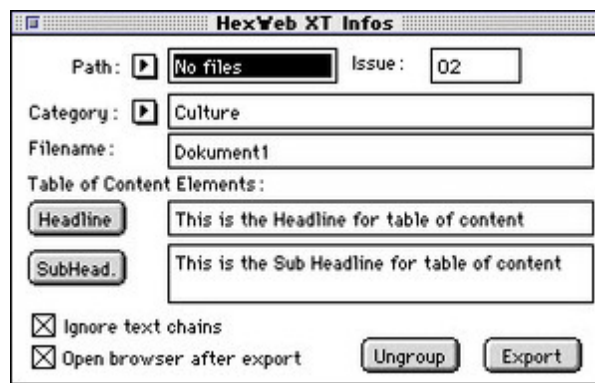 HexWeb XT Infos
Path: No files Issue: 02
Category: Culture
Filename: Dokument1
Table of Content Elements:
Headline This is the Headline for table of content
SubHead. This is the Sub Headline for table of content
Ignore text chains
Open browser after export Ungroup Export